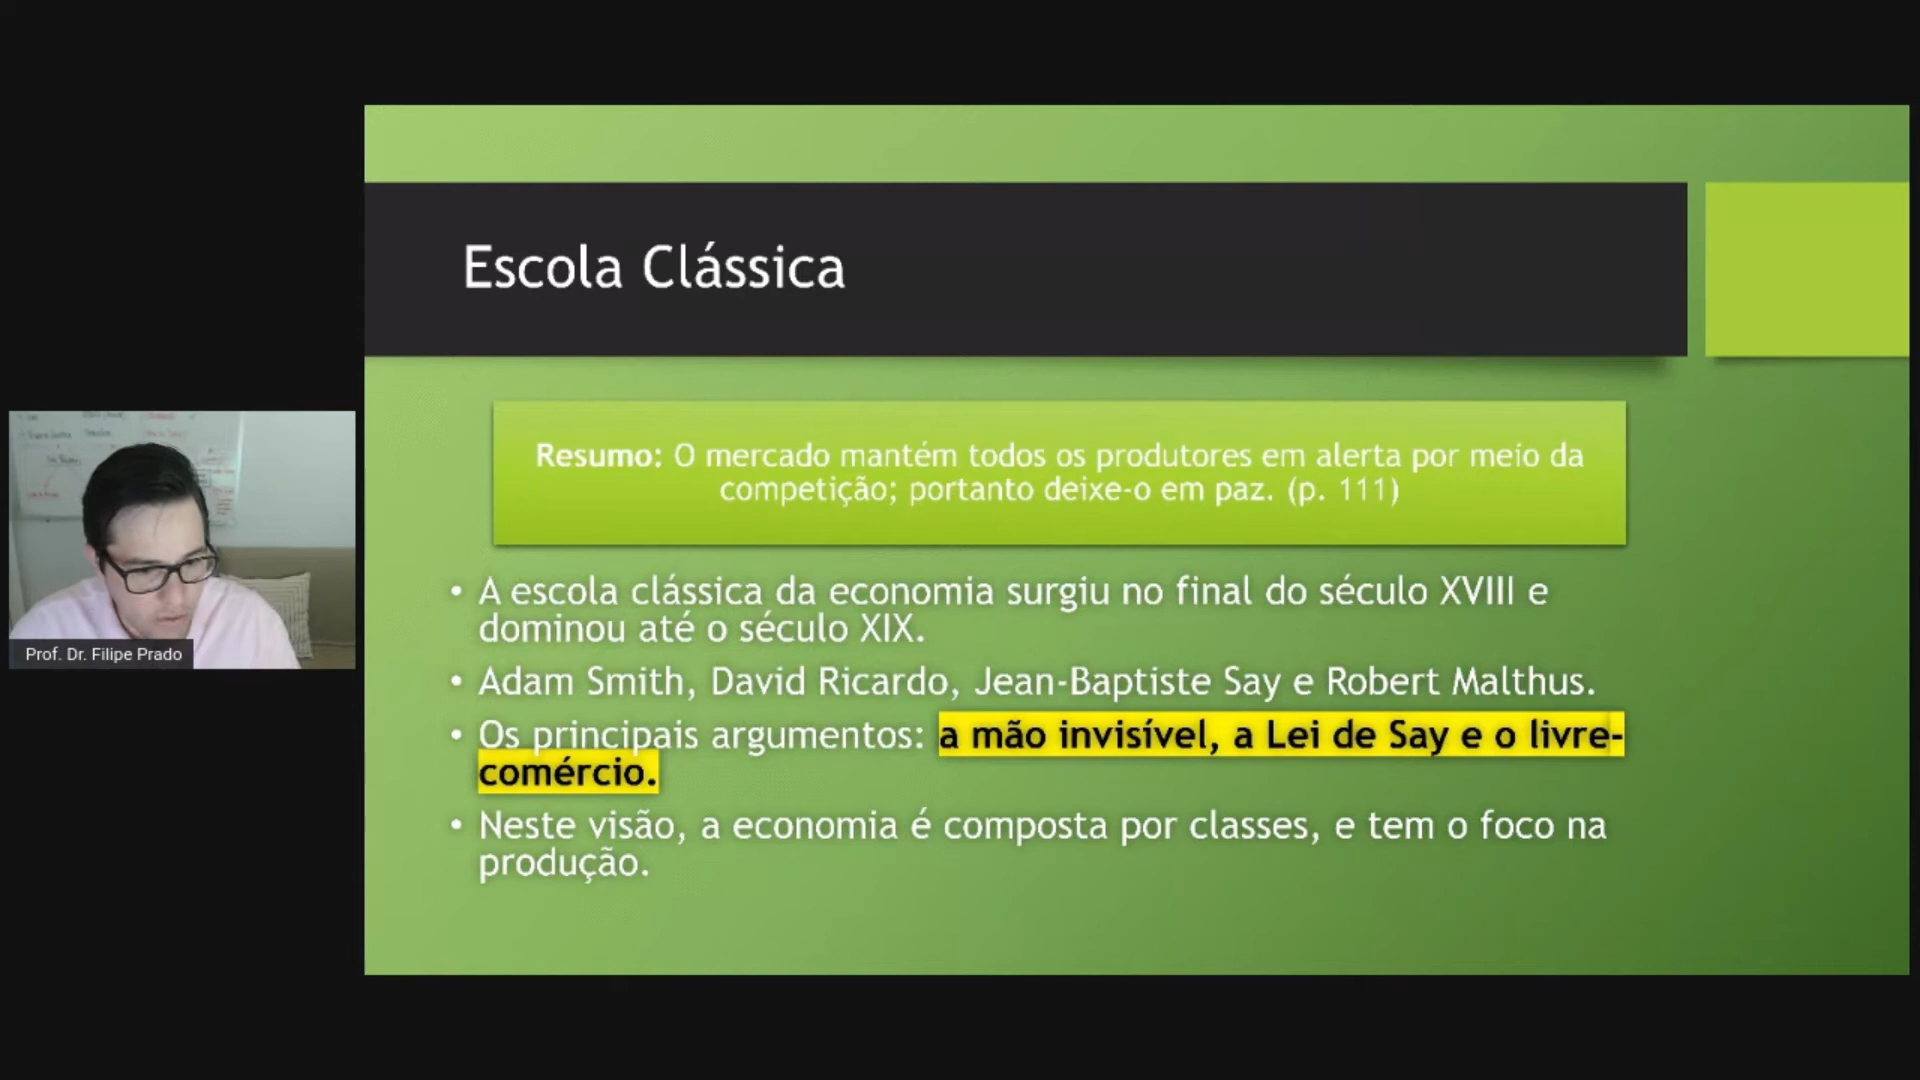 Escola Clássica
Resumo: O mercado mantém todos os produtores em alerta por meio da
competição; portanto deixe-o em paz. (p. 111)
• A escola clássica da economia surgiu no final do século XVIII e
dominou até o século XIX.
• Adam Smith, David Ricardo, Jean-Baptiste Say e Robert Malthus.
• Os principais argumentos: a mão invisível, a Lei de Say e o livre-
comércio.
• Neste visão, a economia é composta por classes, e tem o foco na
produção.
Prof. Dr. Filipe Prado